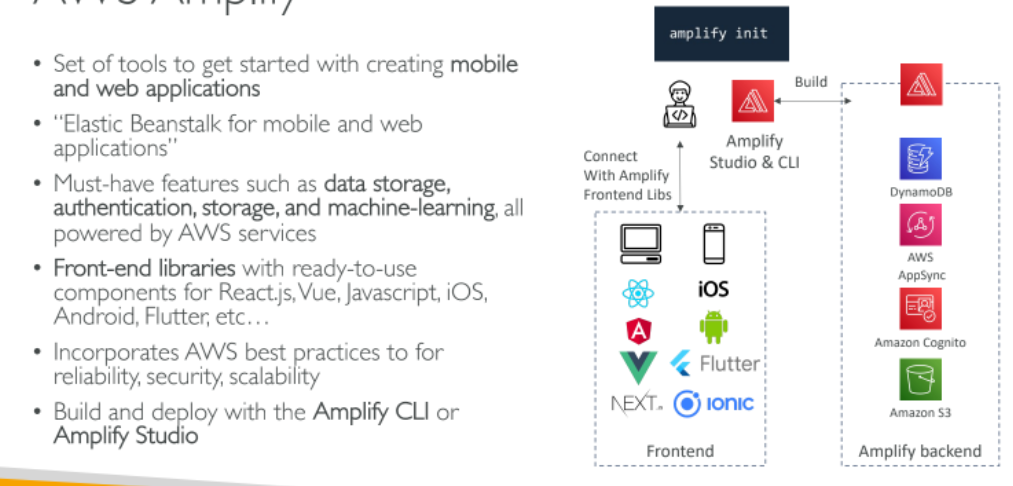 AWS Amplify
• Set of tools to get started with creating mobile
and web applications
• “Elastic Beanstalk for mobile and web
applications”
• Must-have features such as data storage,
authentication, storage, and machine-learning, all
powered by AWS services
• Front-end libraries with ready-to-use
components for React.js, Vue, Javascript, iOS,
Android, Flutter, etc…
• Incorporates AWS best practices to for
reliability, security, scalability
• Build and deploy with the Amplify CLI or
Amplify Studio
amplify init
Build
Amplify
Studio & CLI
Connect
With Amplify
Frontend Libs
iOS
Flutter
NEXT.js
IONIC
Frontend
DynamoDB
AWS
AppSync
Amazon Cognito
Amazon S3
Amplify backend